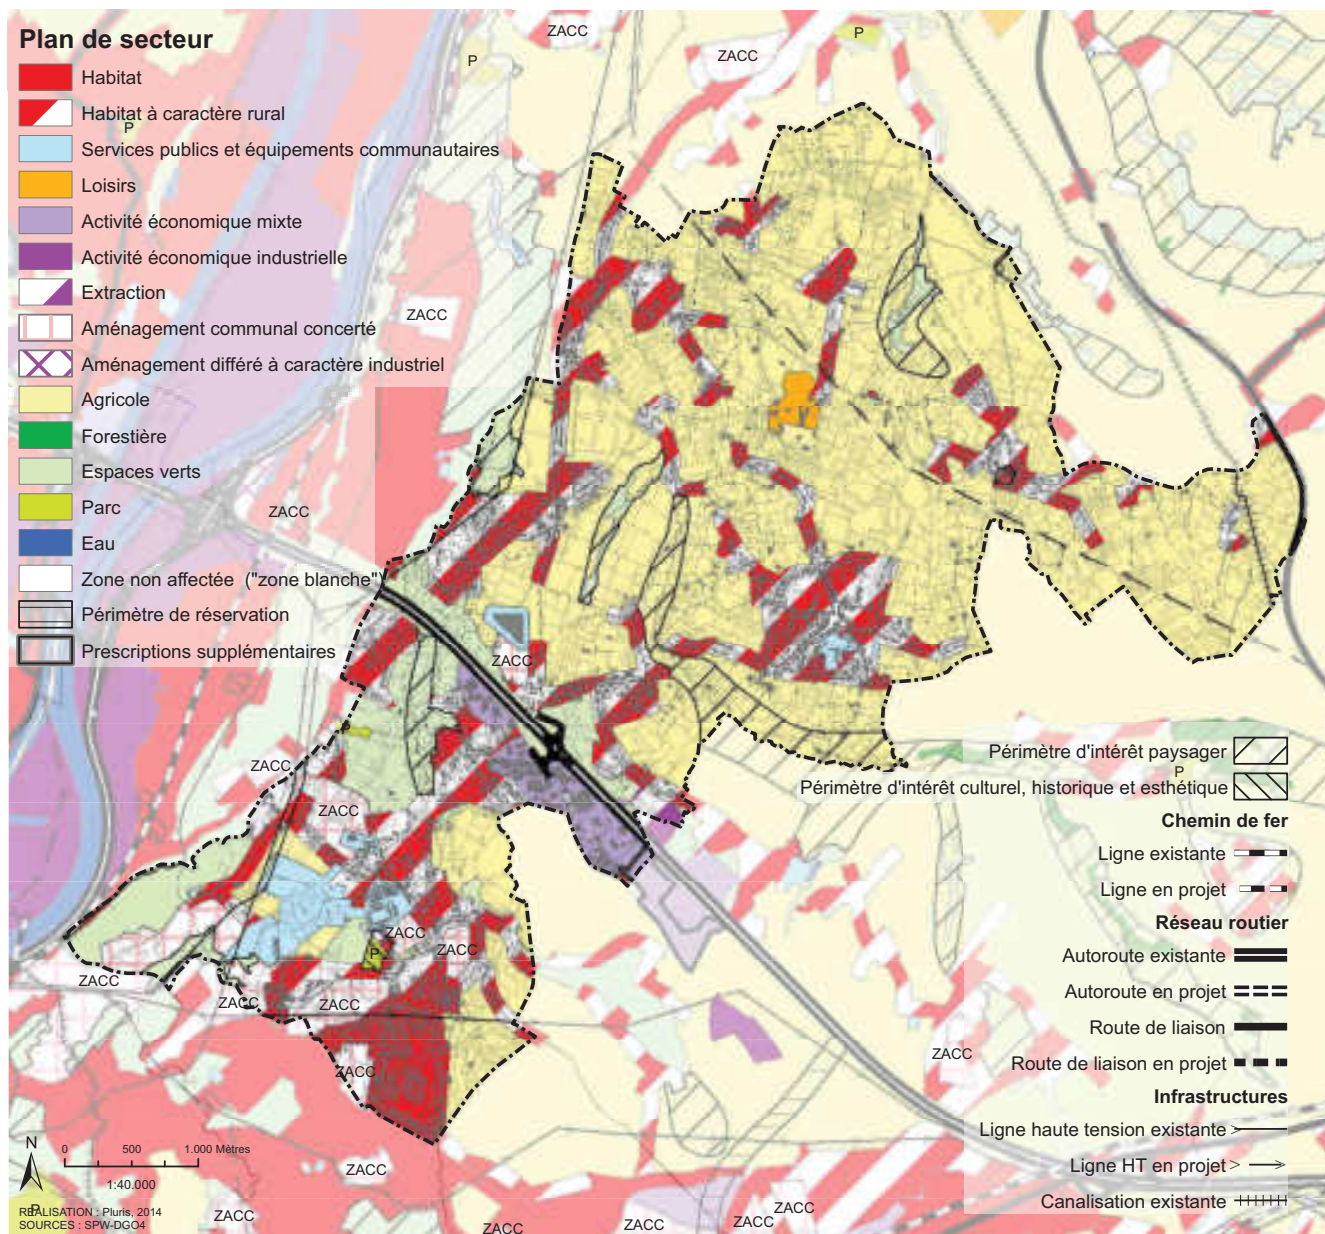 Plan de secteur
Habitat
Habitat à caractère rural
Services publics et équipements communautaires
Loisirs
Activité économique mixte
Activité économique industrielle
Extraction
Aménagement communal concerté
Aménagement différé à caractère industriel
Agricole
Forestière
Espaces verts
Parc
Eau
Zone non affectée ("zone blanche")
Périmètre de réservation
Prescriptions supplémentaires
P
P
ZACC
ZACC
P
ZACC
ZACC
ZACC
ZACC
P
ZACC
ZACC
ZACC
P
ZACC
ZACC
ZACC
ZACC
ZACC
ZACC
ZACC
ZACC
ZACC
ZACC
ZACC
ZACC
Périmètre d'intérêt paysager
P
Périmètre d'intérêt culturel, historique et esthétique
Chemin de fer
Ligne existante
Ligne en projet
Réseau routier
Autoroute existante
Autoroute en projet
Route de liaison
Route de liaison en projet
Infrastructures
Ligne haute tension existante
Ligne HT en projet
Canalisation existante
N
0 500 1.000 Mètres
1:40.000
P
RÉALISATION : Pluris, 2014
SOURCES : SPW-DGO4